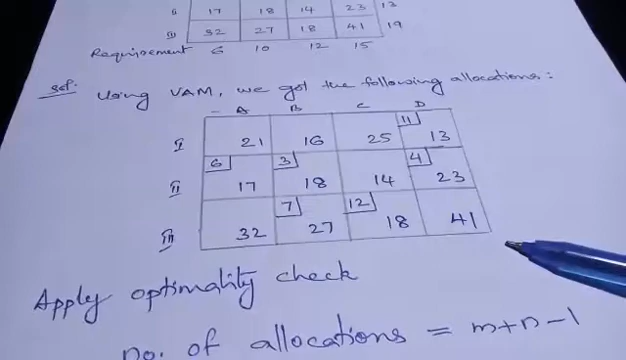 II 17 18 14 23 13
III 32 27 18 41 19
Requirement 6 10 12 15
Sol. Using VAM, we got the following allocations:
A B C D
I 21 16 25 11 13
II 6 17 3 18 14 4 23
III 32 7 27 12 18 41
Apply optimality check
no. of allocations = m+n-1